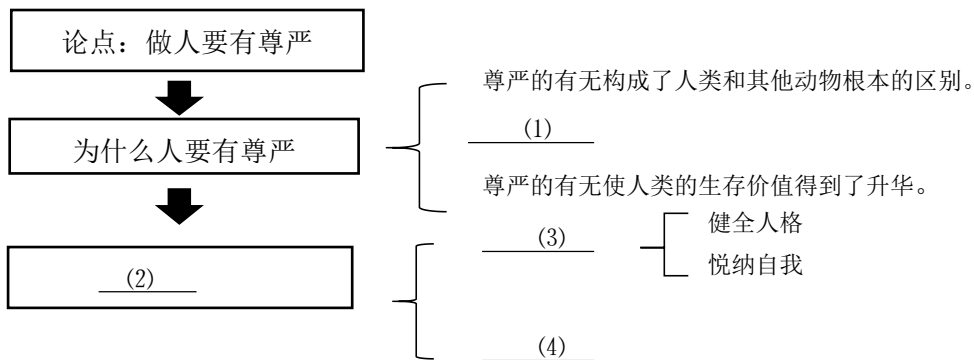 论点：做人要有尊严
尊严的有无构成了人类和其他动物根本的区别。
为什么人要有尊严
(1)
尊严的有无使人类的生存价值得到了升华。
(2)
(3)
健全人格
悦纳自我
(4)